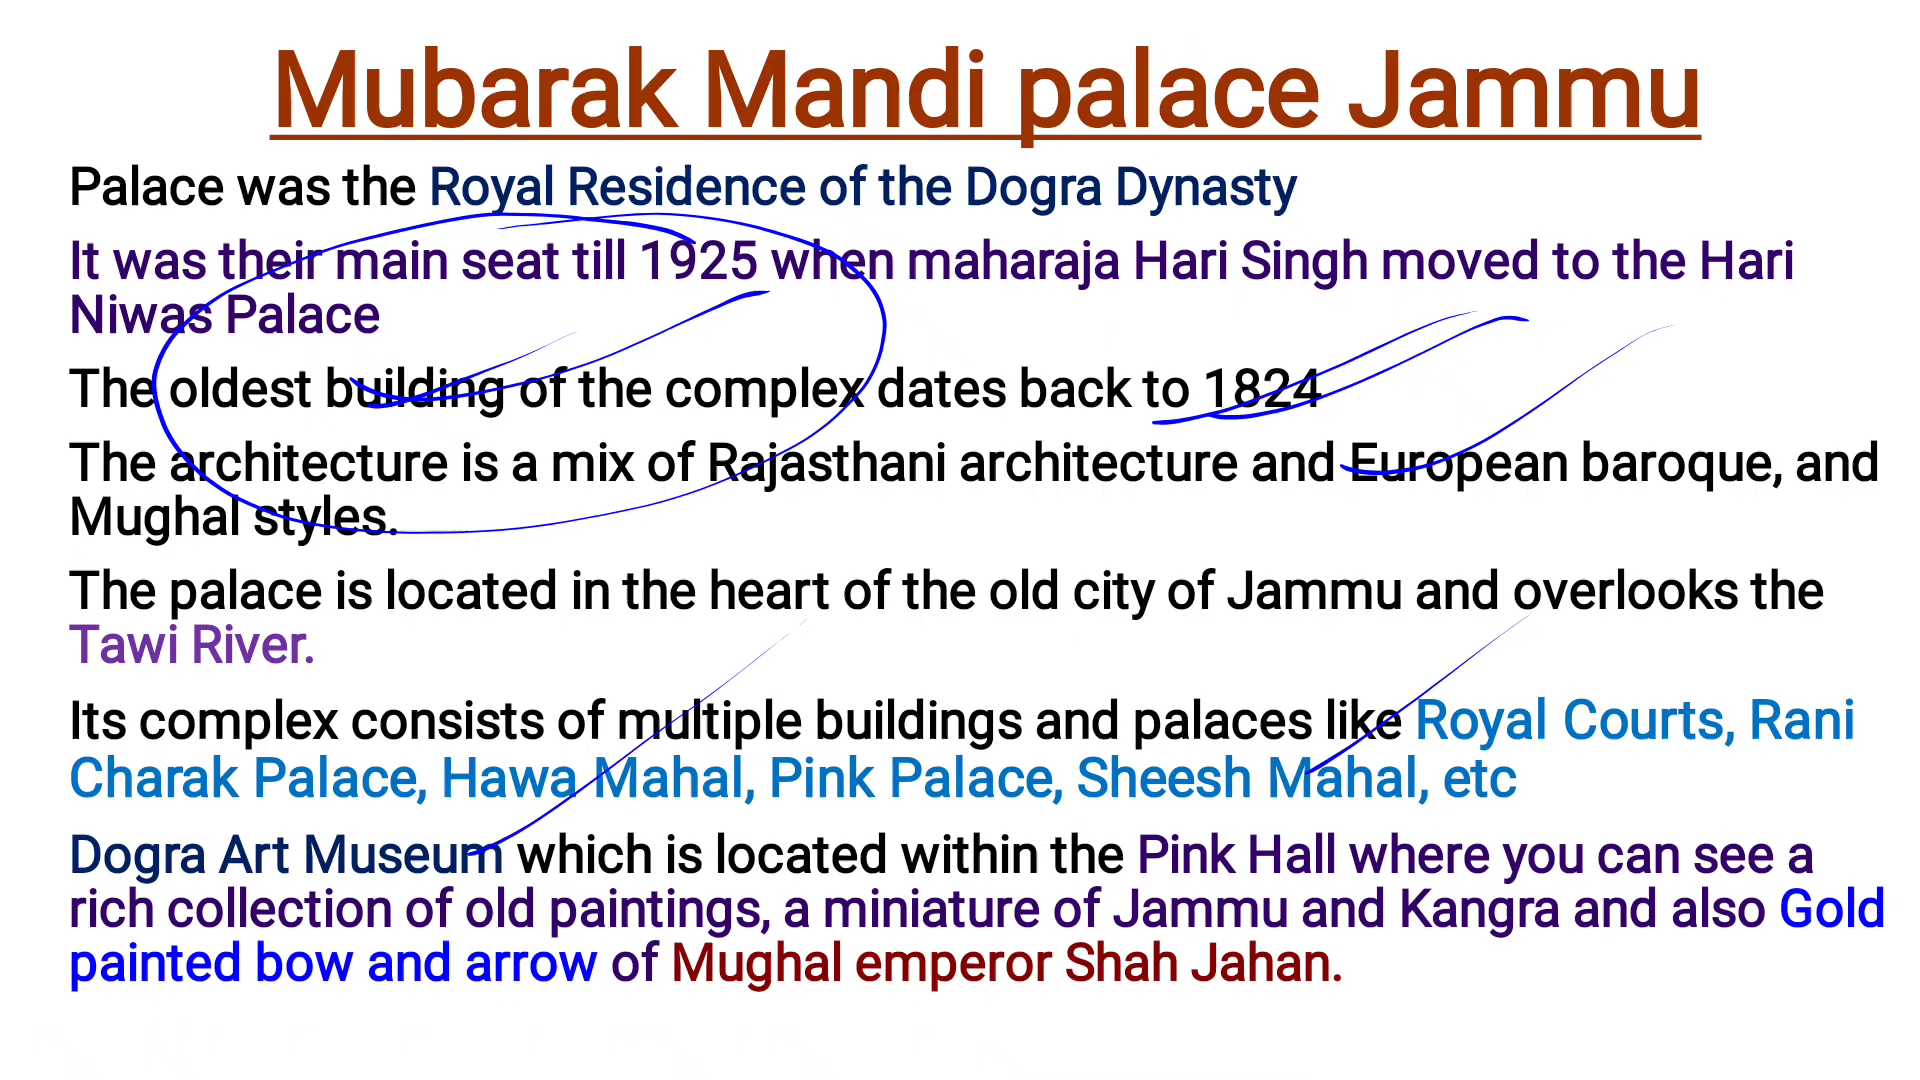 Mubarak Mandi palace Jammu
Palace was the Royal Residence of the Dogra Dynasty
It was their main seat till 1925 when maharaja Hari Singh moved to the Hari
Niwas Palace
The oldest building of the complex dates back to 1824
The architecture is a mix of Rajasthani architecture and European baroque, and
Mughal styles.
The palace is located in the heart of the old city of Jammu and overlooks the
Tawi River.
Its complex consists of multiple buildings and palaces like Royal Courts, Rani
Charak Palace, Hawa Mahal, Pink Palace, Sheesh Mahal, etc
Dogra Art Museum which is located within the Pink Hall where you can see a
rich collection of old paintings, a miniature of Jammu and Kangra and also Gold
painted bow and arrow of Mughal emperor Shah Jahan.